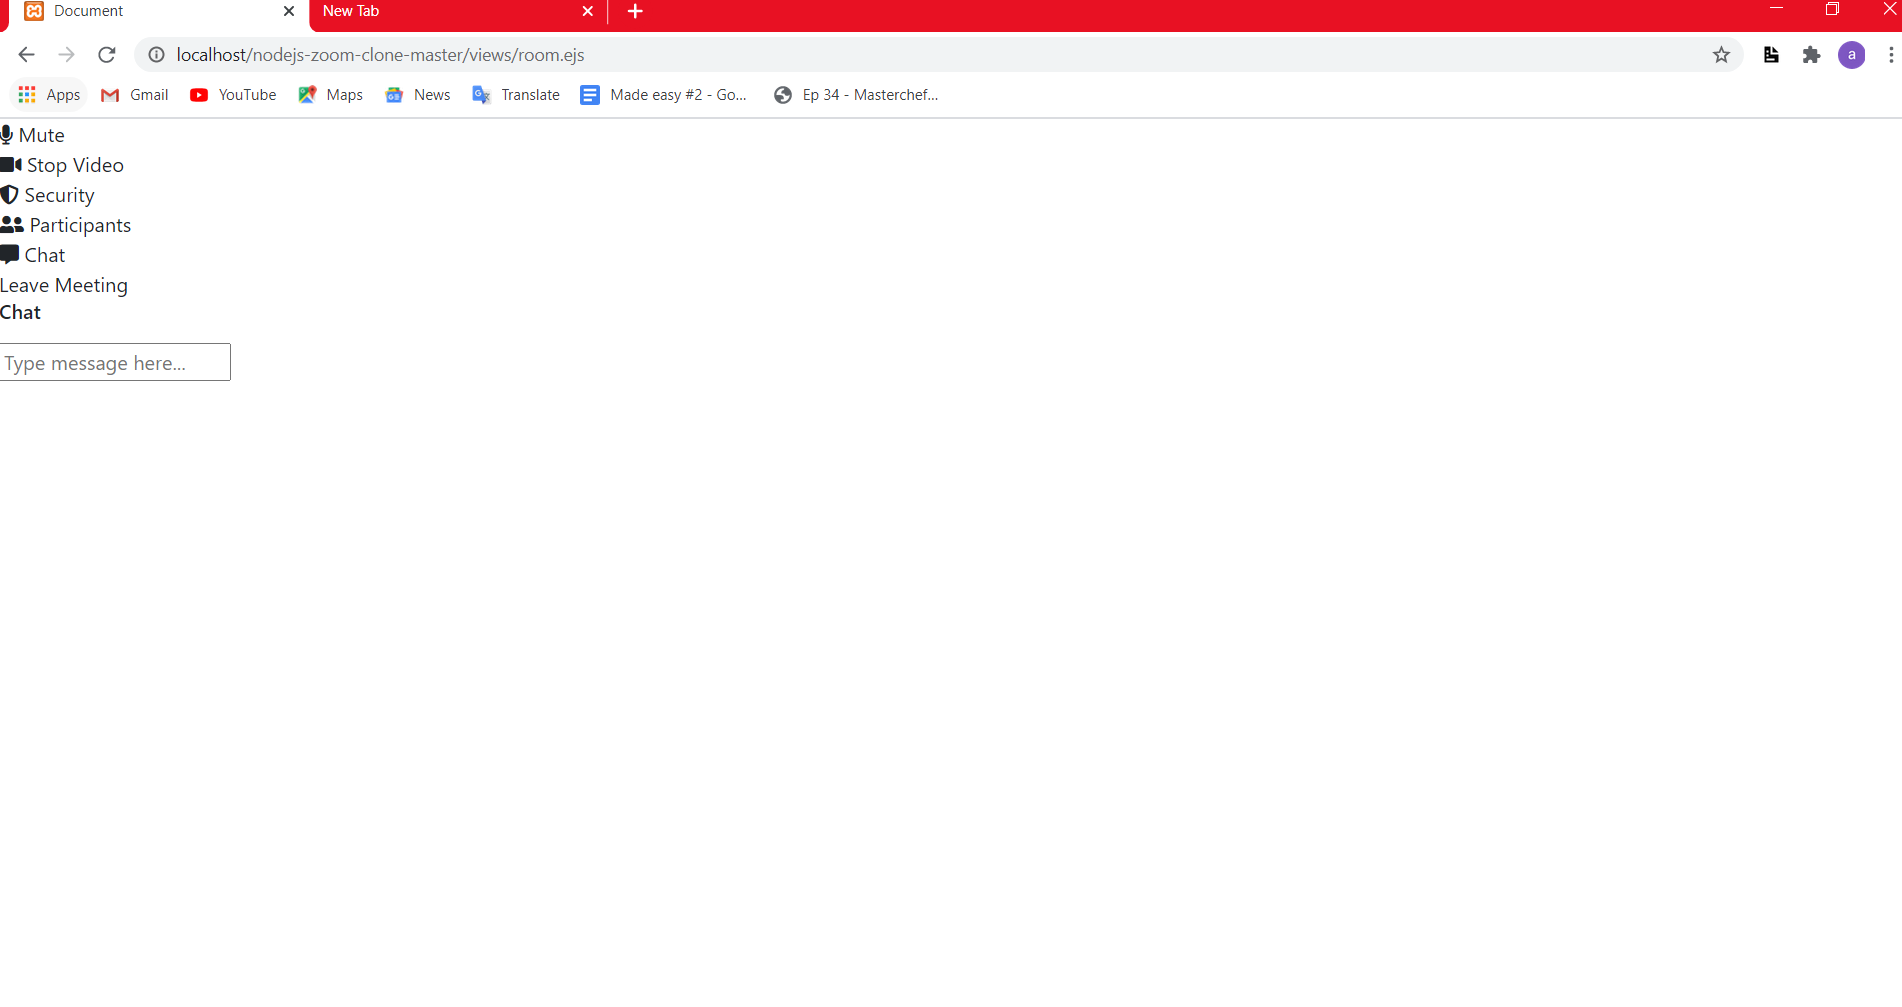 Document
New Tab
localhost/nodejs-zoom-clone-master/views/room.ejs
a
Apps Gmail YouTube Maps News Translate Made easy #2 - Go... Ep 34 - Masterchef...
Mute
Stop Video
Security
Participants
Chat
Leave Meeting
Chat
Type message here...